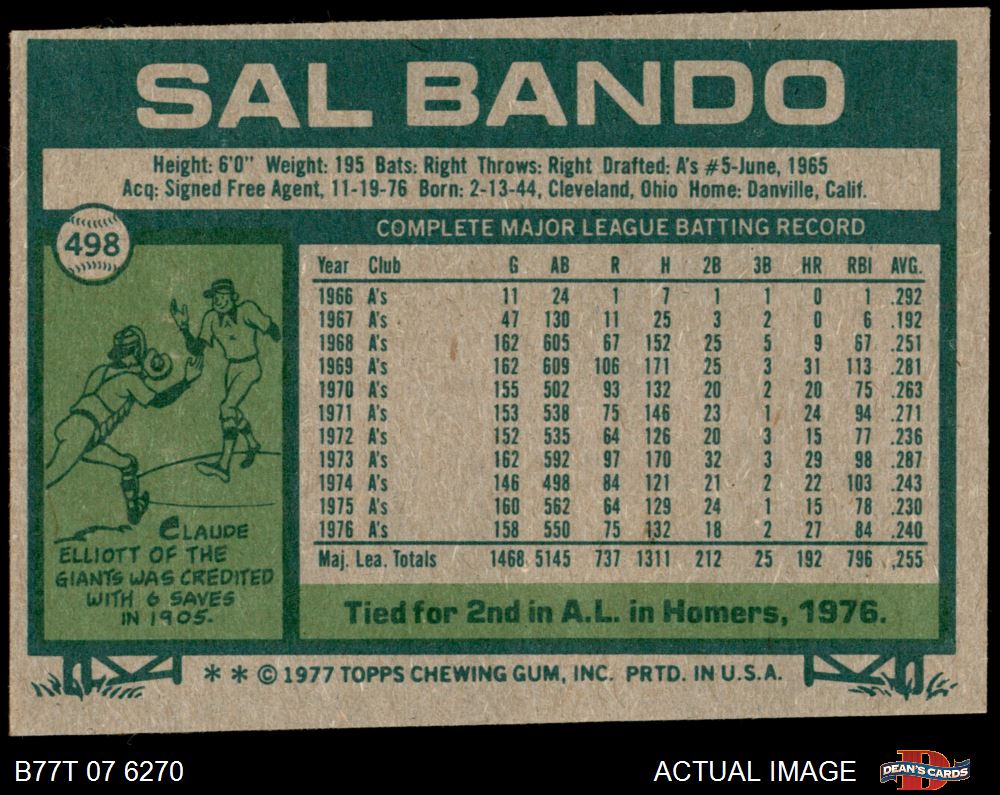 SAL BANDO
Height: 6'0" Weight: 195 Bats: Right Throws: Right Drafted: A's #5-June, 1965
Acq: Signed Free Agent, 11-19-76 Born: 2-13-44, Cleveland, Ohio Home: Danville, Calif.
498
COMPLETE MAJOR LEAGUE BATTING RECORD
Year Club G AB R H 2B 3B HR RBI AVG.
1966 A's 11 24 1 7 1 1 0 1 .292
1967 A's 47 130 11 25 3 2 0 6 .192
1968 A's 162 605 67 152 25 5 9 67 .251
1969 A's 162 609 106 171 25 3 31 113 .281
1970 A's 155 502 93 132 20 2 20 75 .263
1971 A's 153 538 75 146 23 1 24 94 .271
1972 A's 152 535 64 126 20 3 15 77 .236
1973 A's 162 592 97 170 32 3 29 98 .287
1974 A's 146 498 84 121 21 2 22 103 .243
1975 A's 160 562 64 129 24 1 15 78 .230
1976 A's 158 550 75 132 18 2 27 84 .240
Maj. Lea. Totals 1468 5145 737 1311 212 25 192 796 .255
A
CLAUDE
ELLIOTT OF THE
GIANTS WAS CREDITED
WITH 6 SAVES
IN 1905.
Tied for 2nd in A.L. in Homers, 1976.
* * © 1977 TOPPS CHEWING GUM, INC. PRTD. IN U.S.A.
B77T 07 6270
ACTUAL IMAGE
D
DEAN'S CARDS